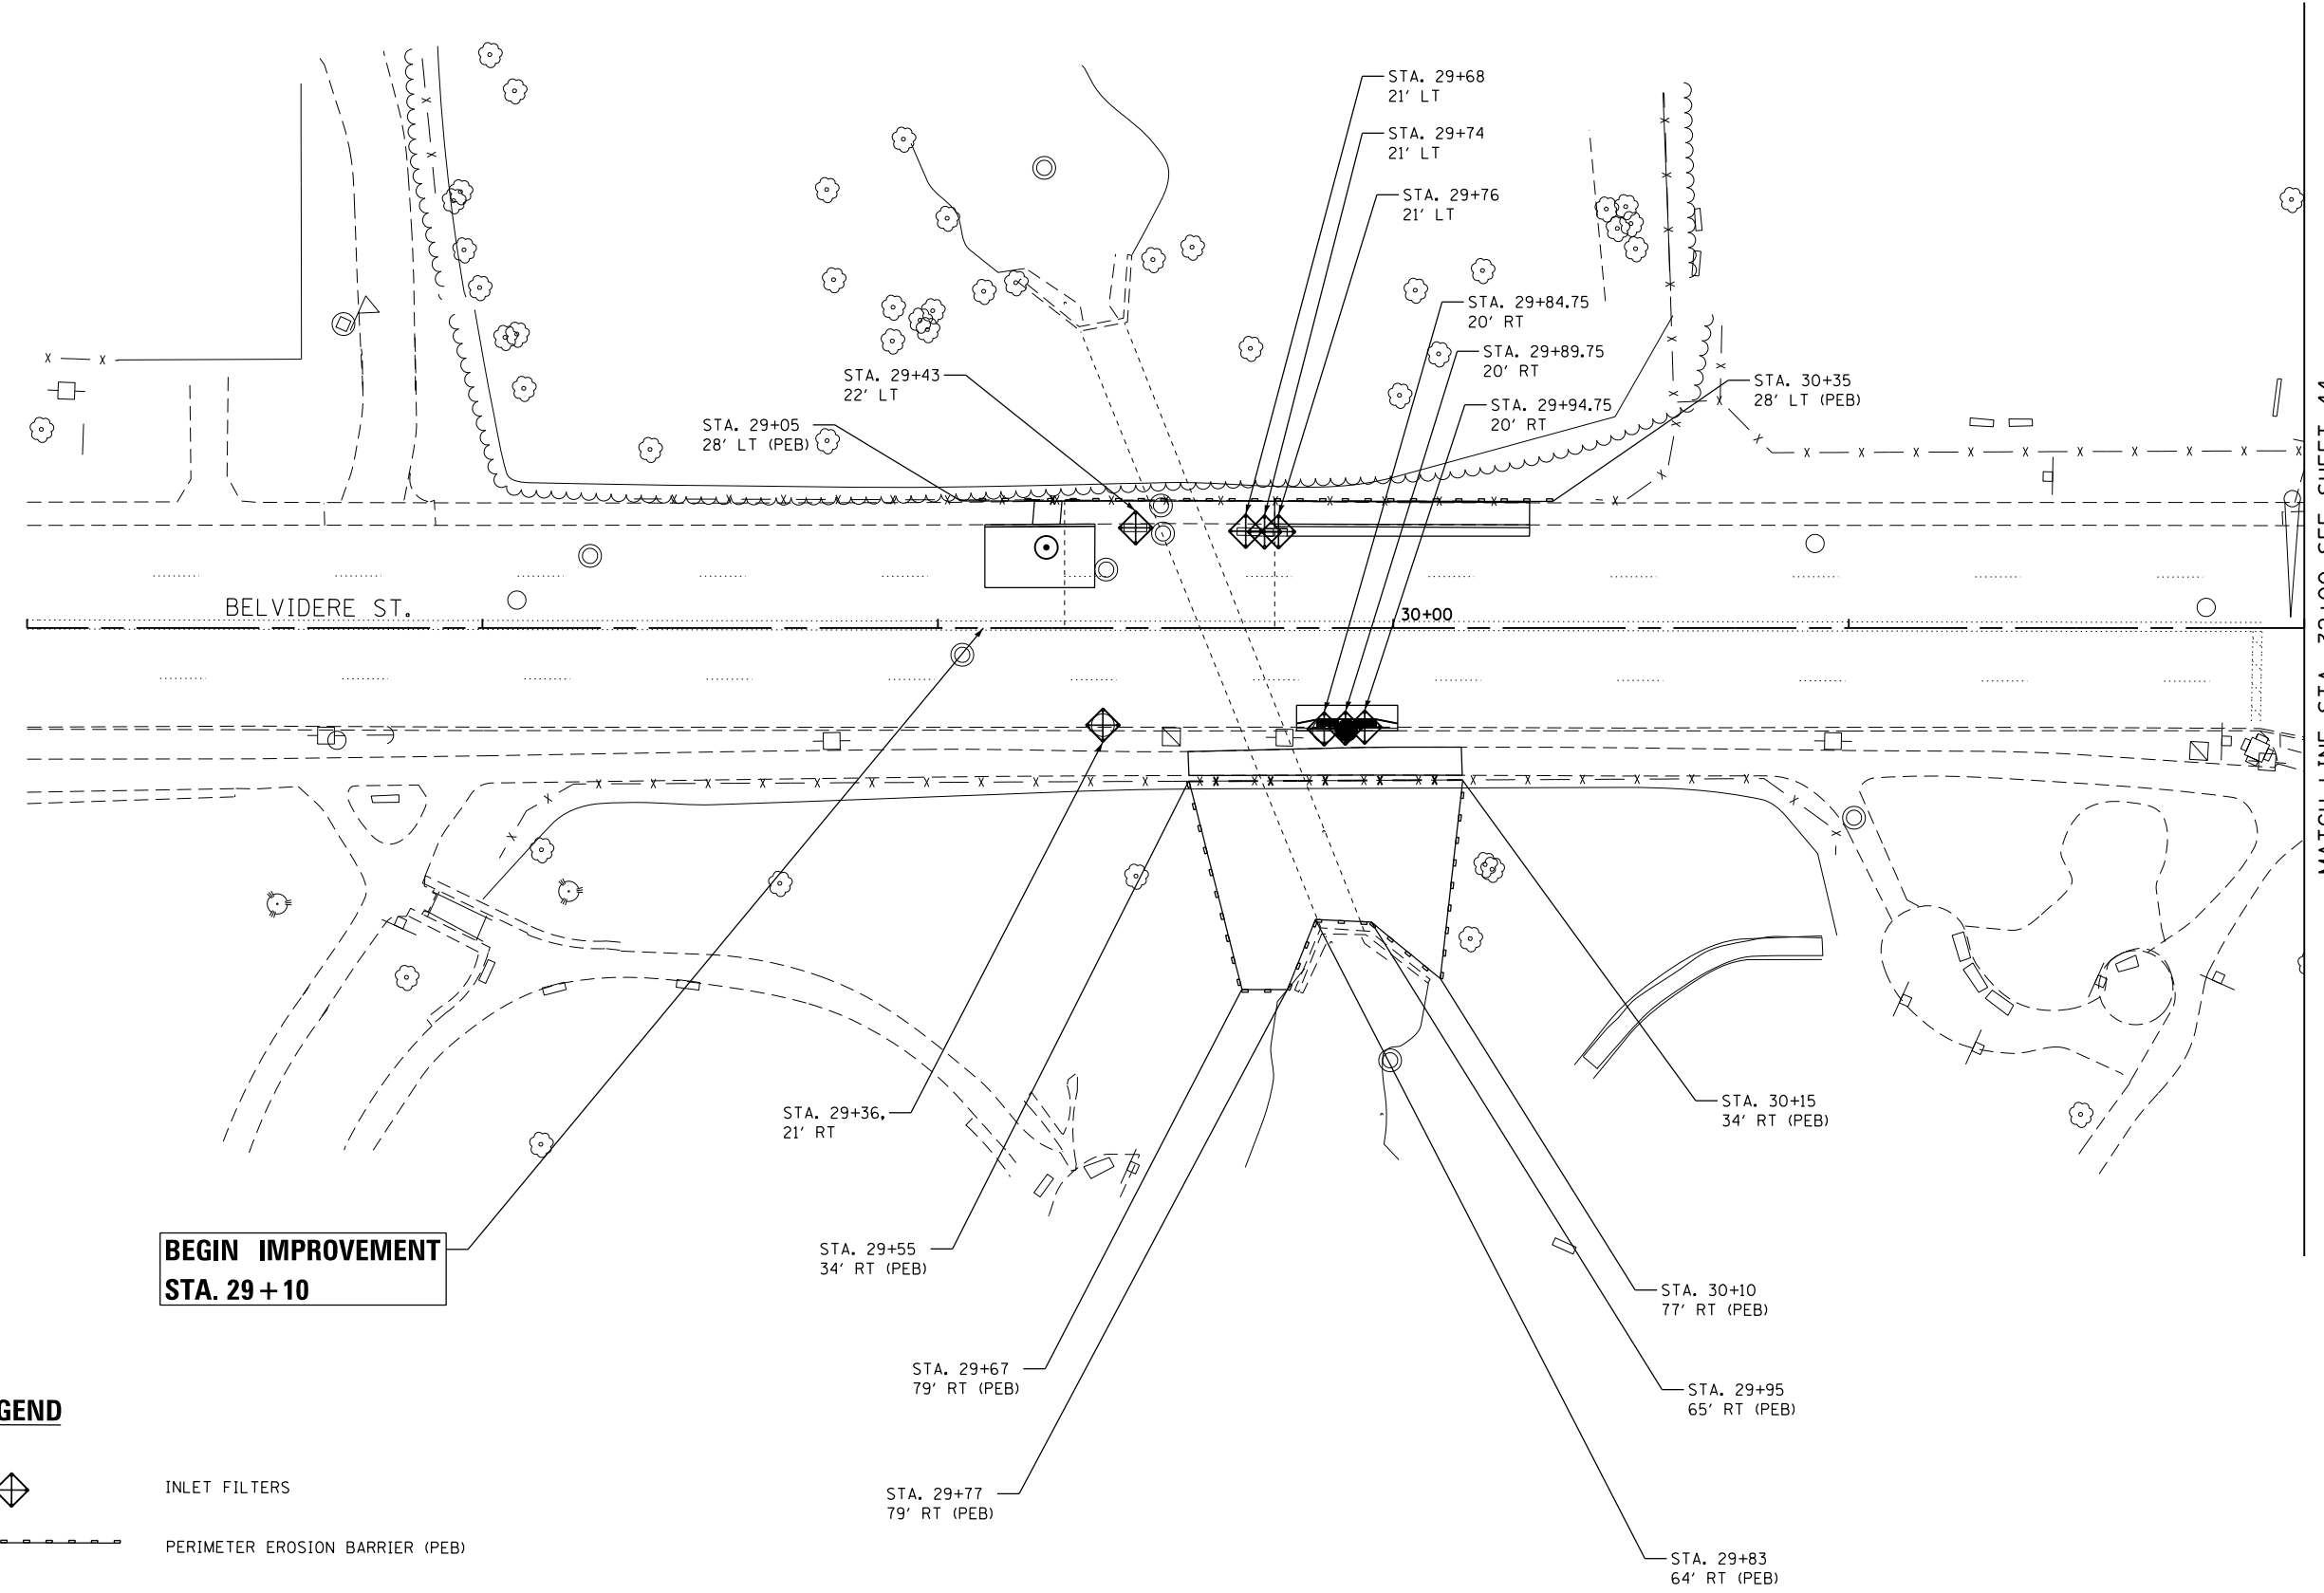 STA. 29+68
21' LT
STA. 29+74
21' LT
STA. 29+76
21' LT
STA. 29+84.75
20' RT
STA. 29+89.75
20' RT
STA. 29+94.75
20' RT
STA. 30+35
28' LT (PEB)
STA. 29+43
22' LT
STA. 29+05
28' LT (PEB)
BELVIDERE ST.
30+00
STA. 29+36,
21' RT
STA. 30+15
34' RT (PEB)
BEGIN IMPROVEMENT
STA. 29+10
STA. 29+55
34' RT (PEB)
STA. 30+10
77' RT (PEB)
STA. 29+67
79' RT (PEB)
STA. 29+95
65' RT (PEB)
STA. 29+77
79' RT (PEB)
STA. 29+83
64' RT (PEB)
GEND
INLET FILTERS
PERIMETER EROSION BARRIER (PEB)